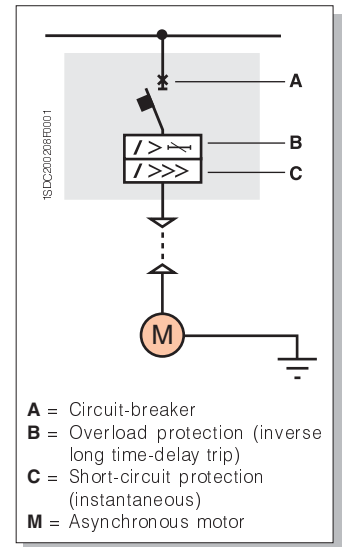 A
1SDC200208F0001
I >
B
I >>>
C
M
A = Circuit-breaker
B = Overload protection (inverse
long time-delay trip)
C = Short-circuit protection
(instantaneous)
M = Asynchronous motor